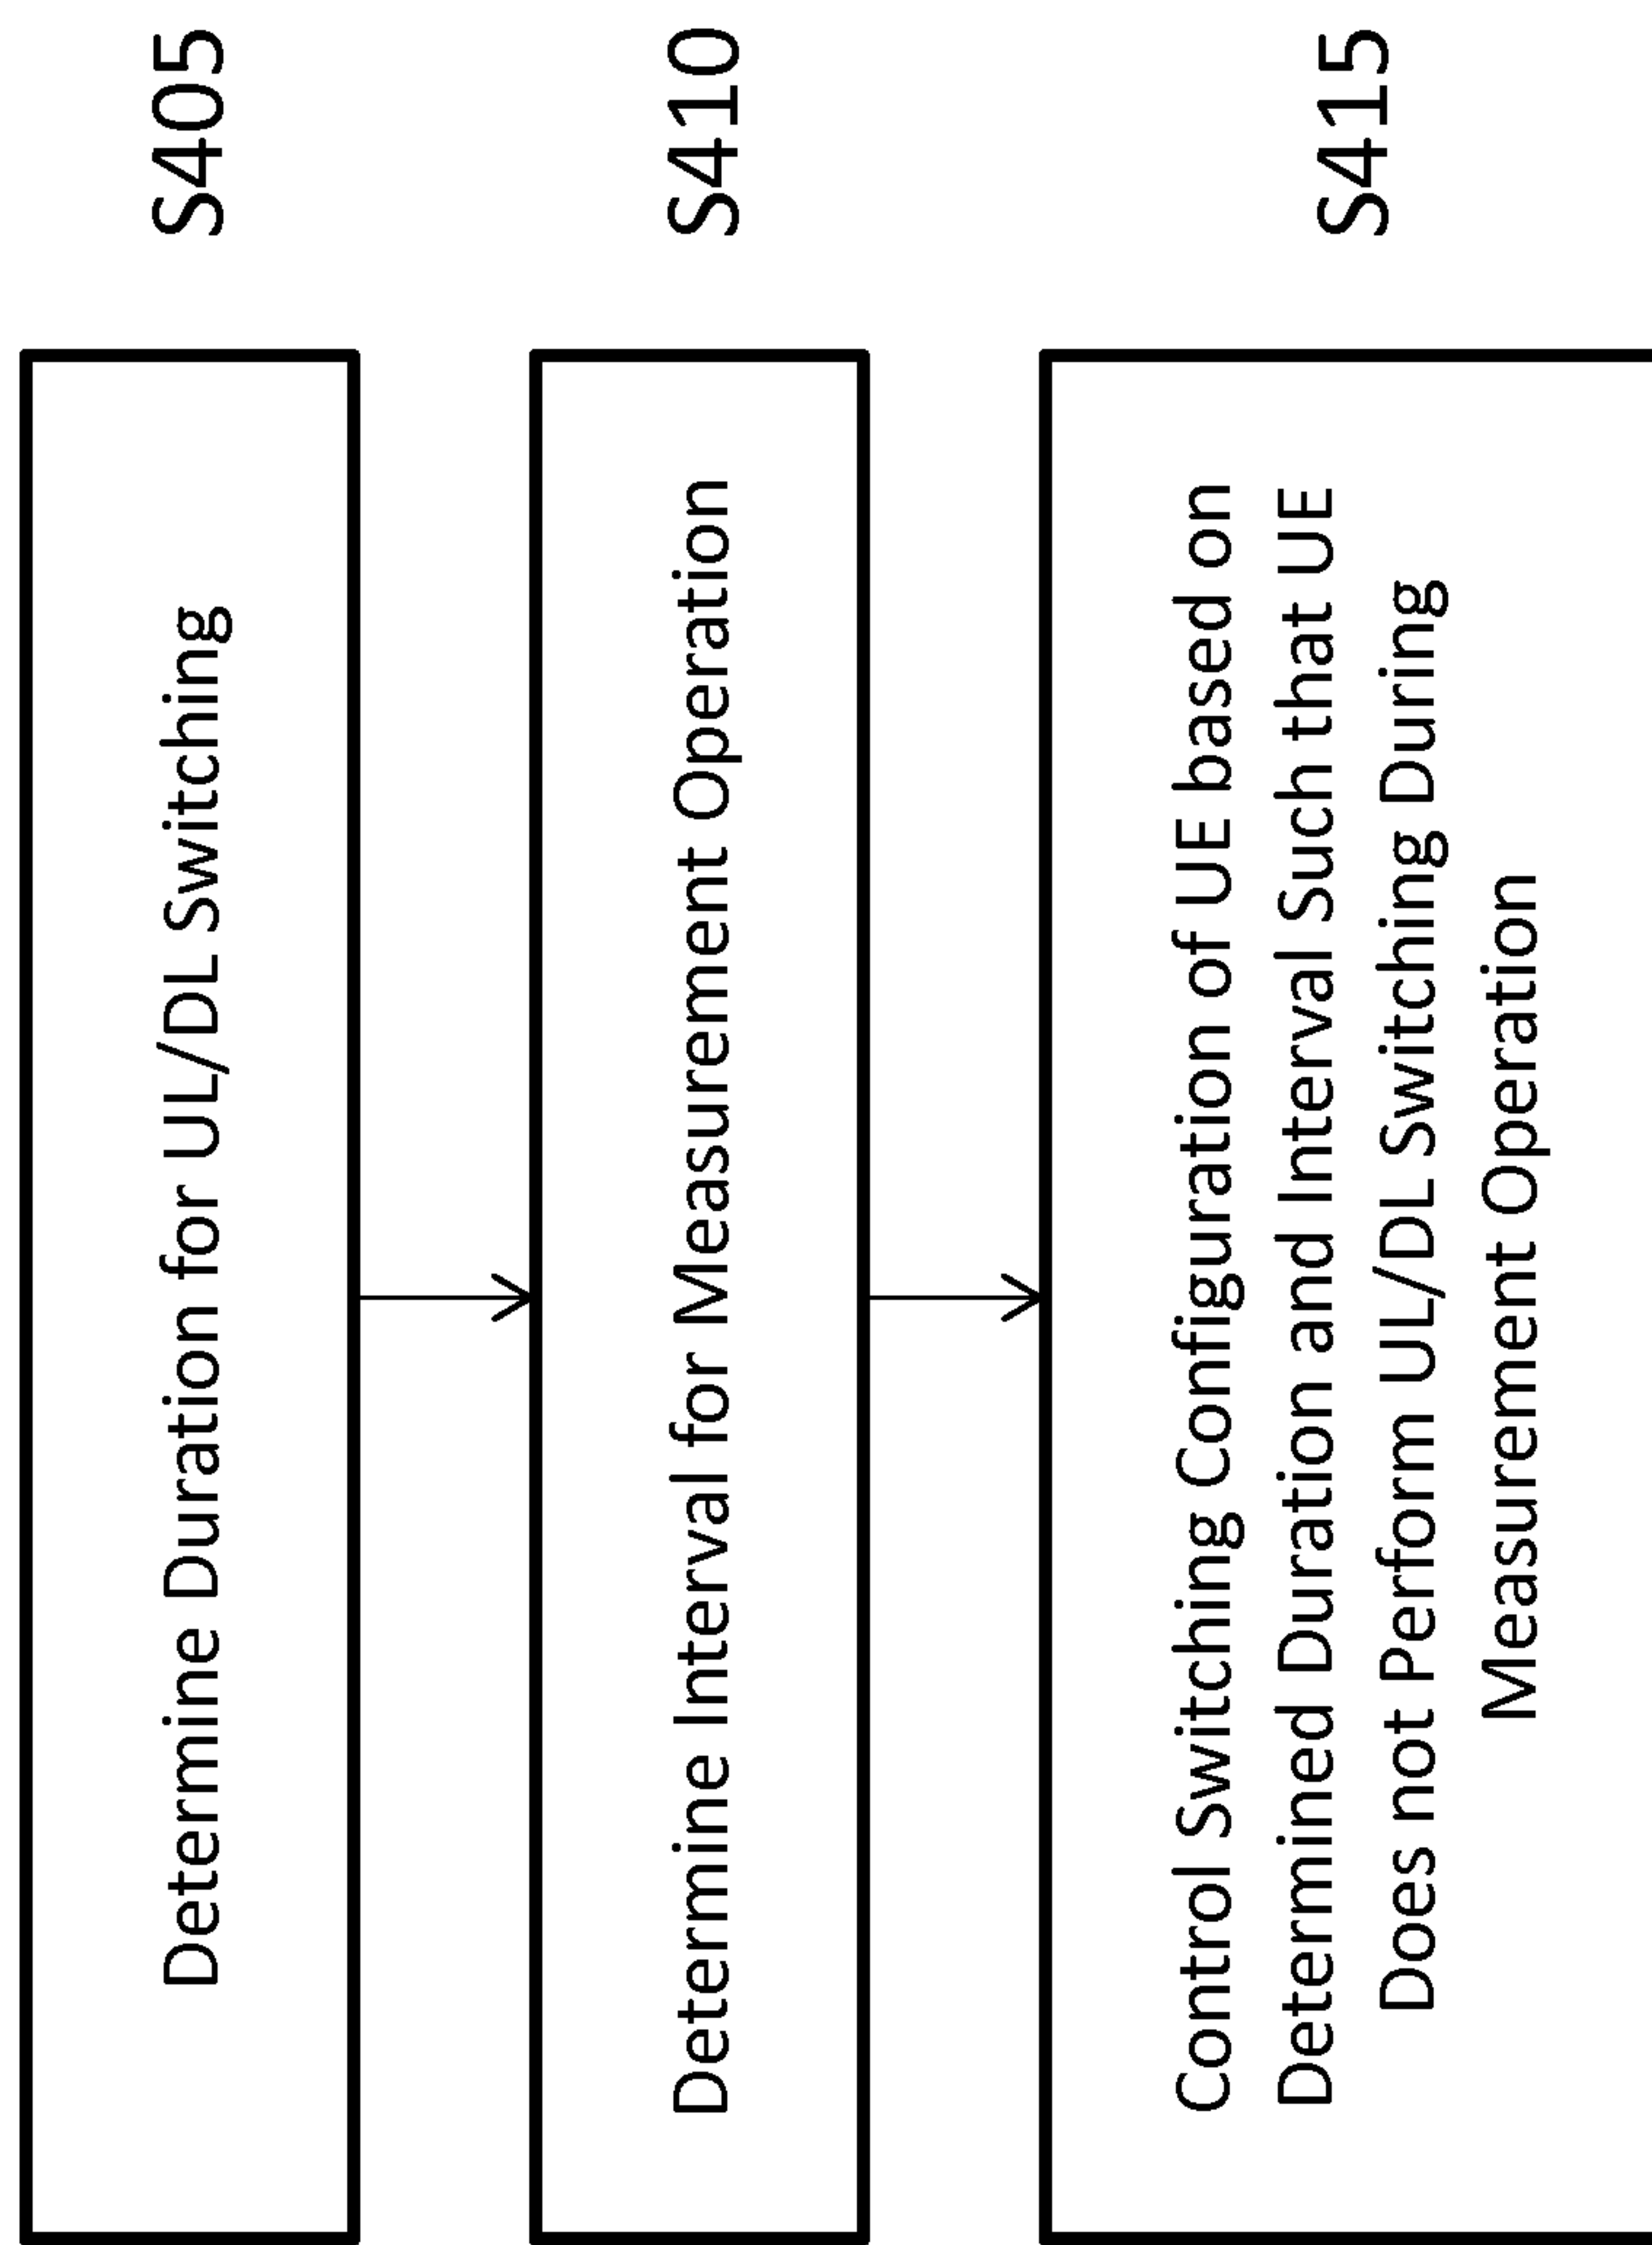 Determine Duration for UL/DL Switching
S405
Determine Interval for Measurement Operation
S410
Control Switching Configuration of UE based on
Determined Duration and Interval Such that UE
Does not Perform UL/DL Switching During
Measurement Operation
S415